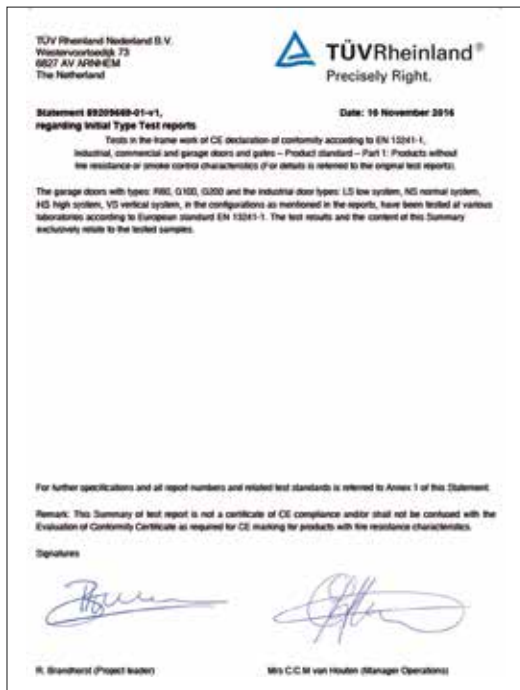 TÜV Rheinland Nederland B.V.
Westervoortsedijk 73
6827 AV ARNHEM
The Netherland
TÜVRheinland®
Precisely Right.
Statement 89209669-01-v1,
regarding Initial Type Test reports
Date: 16 November 2016
Tests in the frame work of CE declaration of conformity according to EN 13241-1,
Industrial, commercial and garage doors and gates – Product standard – Part 1: Products without
fire resistance or smoke control characteristics (For details is referred to the original test reports).
The garage doors with types: R60, G100, G200 and the industrial door types: LS low system, NS normal system,
HS high system, VS vertical system, in the configurations as mentioned in the reports, have been tested at various
laboratories according to European standard EN 13241-1. The test results and the content of this Summary
exclusively relate to the tested samples.
For further specifications and all report numbers and related test standards is referred to Annex 1 of this Statement.
Remark: This Summary of test report is not a certificate of CE compliance and/or shall not be confused with the
Evaluation of Conformity Certificate as required for CE marking for products with fire resistance characteristics.
Signatures
R. Brandhorst (Project leader)
Mrs C.C.M van Houten (Manager Operations)